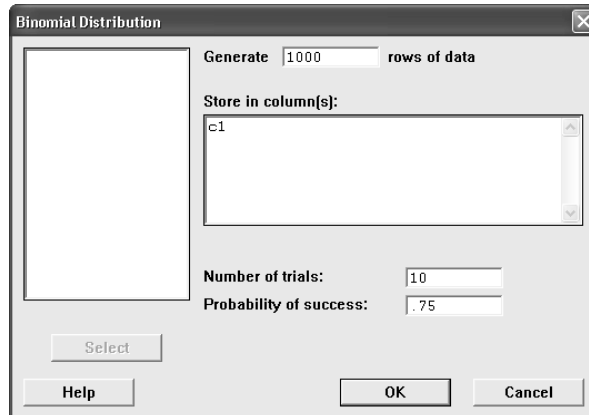 Binomial Distribution
Generate 1000 rows of data
Store in column(s):
c1
Number of trials: 10
Probability of success: .75
Select
Help OK Cancel